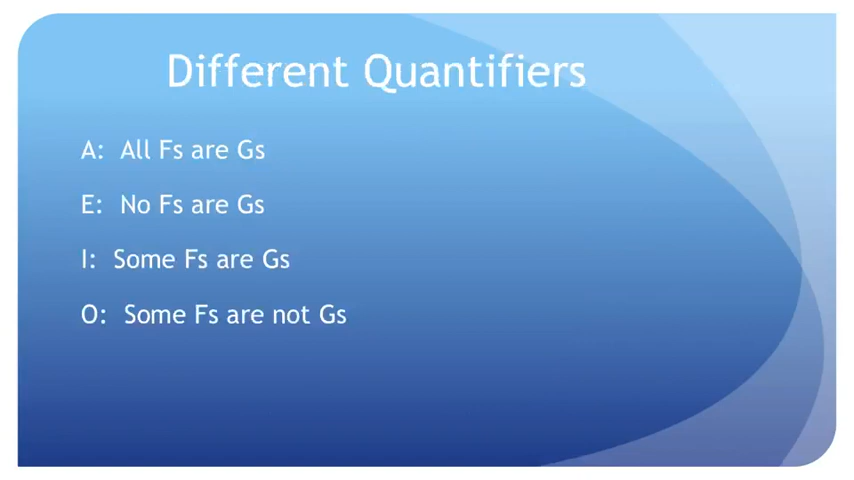 Different Quantifiers
A: All Fs are Gs
E: No Fs are Gs
I: Some Fs are Gs
O: Some Fs are not Gs